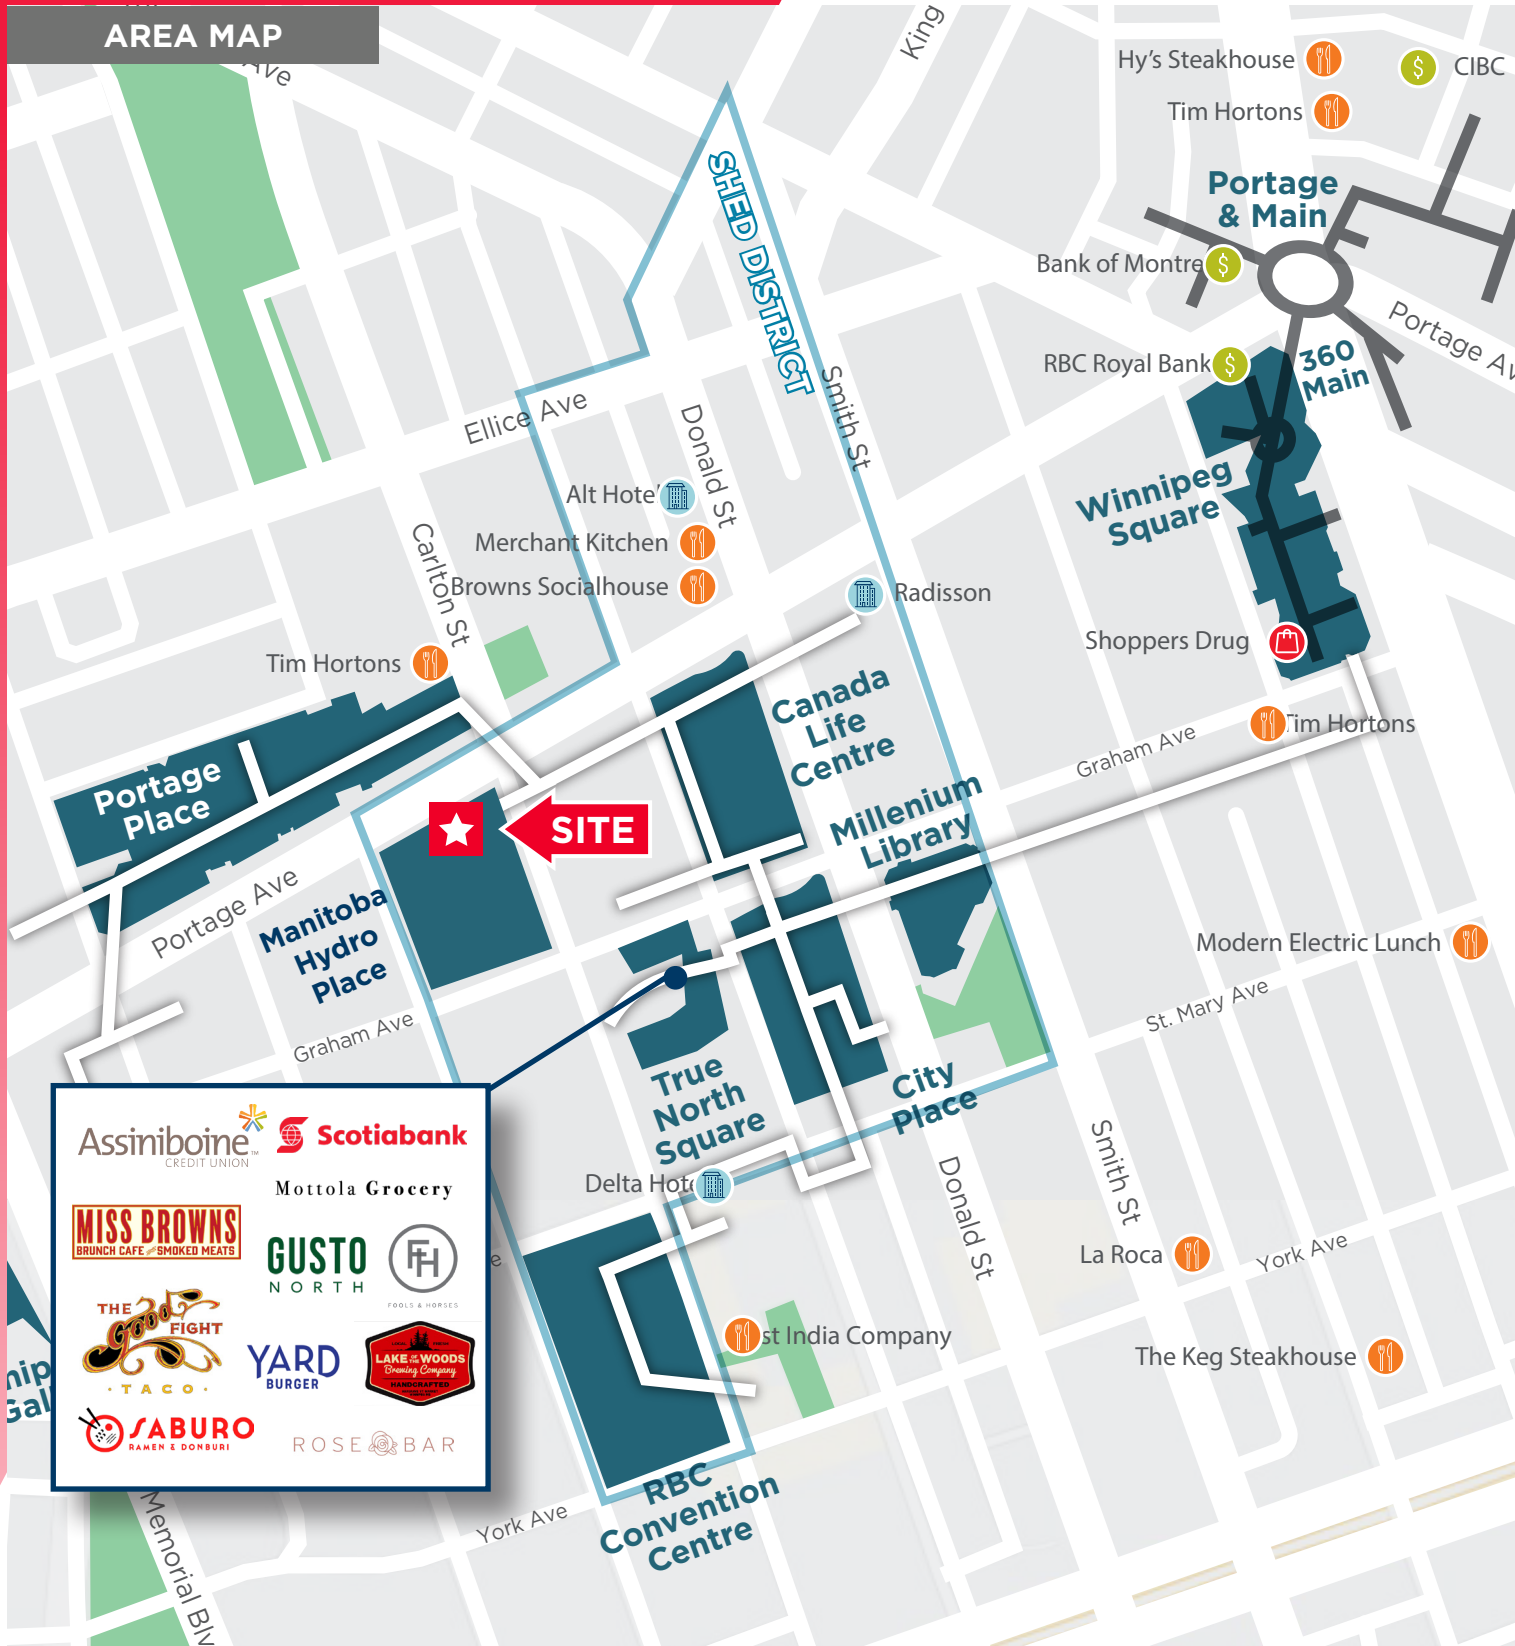 AREA MAP
Ave
King
Hy's Steakhouse
CIBC
Tim Hortons
Portage
& Main
SHED DISTRICT
Bank of Montre
Portage Av
RBC Royal Bank
360
Main
Smith St
Ellice Ave
Donald St
Winnipeg
Square
Alt Hotel
Merchant Kitchen
Browns Socialhouse
Carlton St
Radisson
Shoppers Drug
Tim Hortons
Canada
Life
Centre
Tim Hortons
Graham Ave
Portage
Place
SITE
Millenium
Library
Portage Ave
Manitoba
Hydro
Place
Modern Electric Lunch
St. Mary Ave
Graham Ave
True
North
Square
City
Place
Assiniboine
CREDIT UNION
Scotiabank
Mottola Grocery
MISS BROWNS
BRUNCH CAFE SMOKED MEATS
GUSTO
NORTH
FH
FOOLS & HORSES
THE
Good
FIGHT
TACO
YARD
BURGER
LAKE OF THE WOODS
Brewing Company
HANDCRAFTED
SABURO
RAMEN & DONBURI
ROSE BAR
Delta Hote
Smith St
Donald St
La Roca
York Ave
st India Company
The Keg Steakhouse
nip
Gal
e
RBC
Convention
Centre
York Ave
Memorial Blv